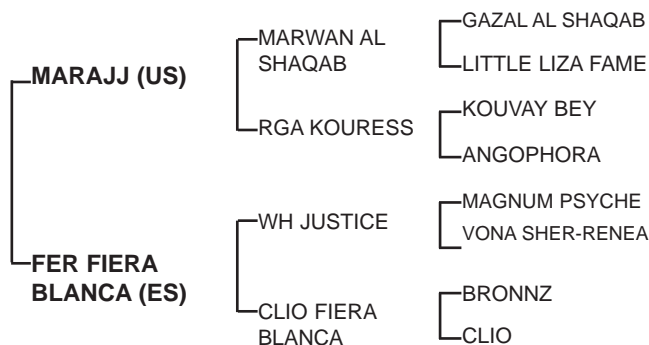 GAZAL AL SHAQAB
MARWAN AL
SHAQAB
LITTLE LIZA FAME
MARAJJ (US)
KOUVAY BEY
RGA KOURESS
ANGOPHORA
MAGNUM PSYCHE
WH JUSTICE
VONA SHER-RENEA
FER FIERA
BLANCA (ES)
BRONNZ
CLIO FIERA
BLANCA
CLIO